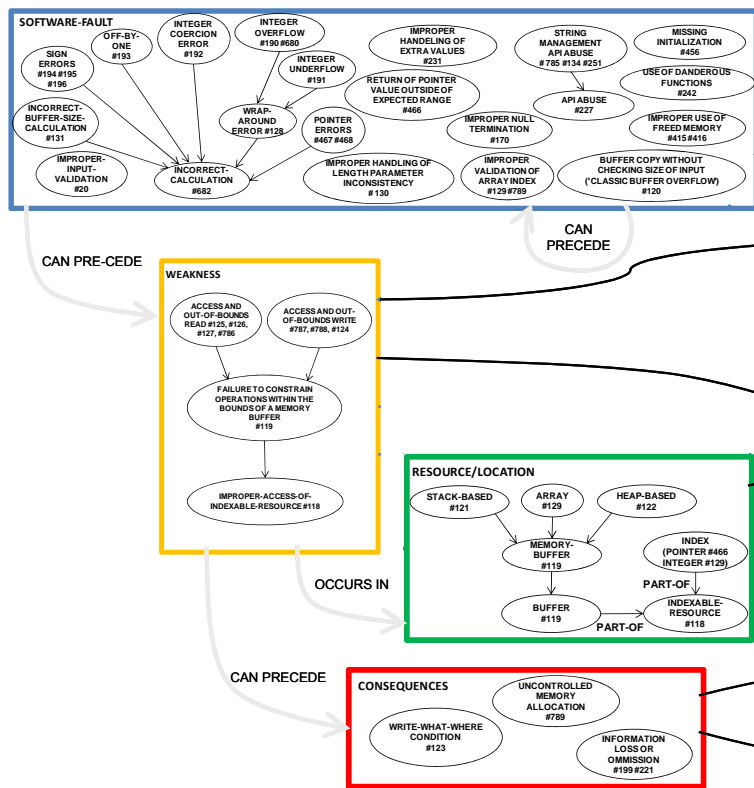 SOFTWARE-FAULT
SIGN
ERRORS
#194 #195
#196
OFF-BY-
ONE
#193
INTEGER
COERCION
ERROR
#192
INTEGER
OVERFLOW
#190 #680
INTEGER
UNDERFLOW
#191
IMPROPER
HANDELING OF
EXTRA VALUES
#231
STRING
MANAGEMENT
API ABUSE
# 785 #134 #251
MISSING
INITIALIZATION
#456
RETURN OF POINTER
VALUE OUTSIDE OF
EXPECTED RANGE
#466
API ABUSE
#227
USE OF DANDEROUS
FUNCTIONS
#242
INCORRECT-
BUFFER-SIZE-
CALCULATION
#131
WRAP-
AROUND
ERROR #128
POINTER
ERRORS
#467 #468
IMPROPER NULL
TERMINATION
#170
IMPROPER USE OF
FREED MEMORY
#415 #416
IMPROPER-
INPUT-
VALIDATION
#20
INCORRECT-
CALCULATION
#682
IMPROPER HANDLING OF
LENGTH PARAMETER
INCONSISTENCY
# 130
IMPROPER
VALIDATION OF
ARRAY INDEX
#129 #789
BUFFER COPY WITHOUT
CHECKING SIZE OF INPUT
('CLASSIC BUFFER OVERFLOW')
#120
CAN
PRECEDE
CAN PRE-CEDE
WEAKNESS
ACCESS AND
OUT-OF-BOUNDS
READ #125, #126,
#127, #786
ACCESS AND OUT-
OF-BOUNDS WRITE
#787, #788, #124
FAILURE TO CONSTRAIN
OPERATIONS WITHIN THE
BOUNDS OF A MEMORY
BUFFER
#119
IMPROPER-ACCESS-OF-
INDEXABLE-RESOURCE #118
OCCURS IN
CAN PRECEDE
RESOURCE/LOCATION
STACK-BASED
#121
ARRAY
#129
HEAP-BASED
#122
MEMORY-
BUFFER
#119
INDEX
(POINTER #466
INTEGER #129)
PART-OF
BUFFER
#119
PART-OF
INDEXABLE-
RESOURCE
#118
CONSEQUENCES
UNCONTROLLED
MEMORY
ALLOCATION
#789
WRITE-WHAT-WHERE
CONDITION
#123
INFORMATION
LOSS OR
OMMISSION
#199 #221